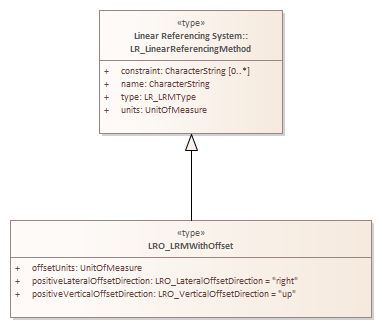 «type»
Linear Referencing System::
LR_LinearReferencingMethod
+ constraint: CharacterString [0..*]
+ name: CharacterString
+ type: LR_LRMType
+ units: UnitOfMeasure
«type»
LRO_LRMWithOffset
+ offsetUnits: UnitOfMeasure
+ positiveLateralOffsetDirection: LRO_LateralOffsetDirection = "right"
+ positiveVerticalOffsetDirection: LRO_VerticalOffsetDirection = "up"